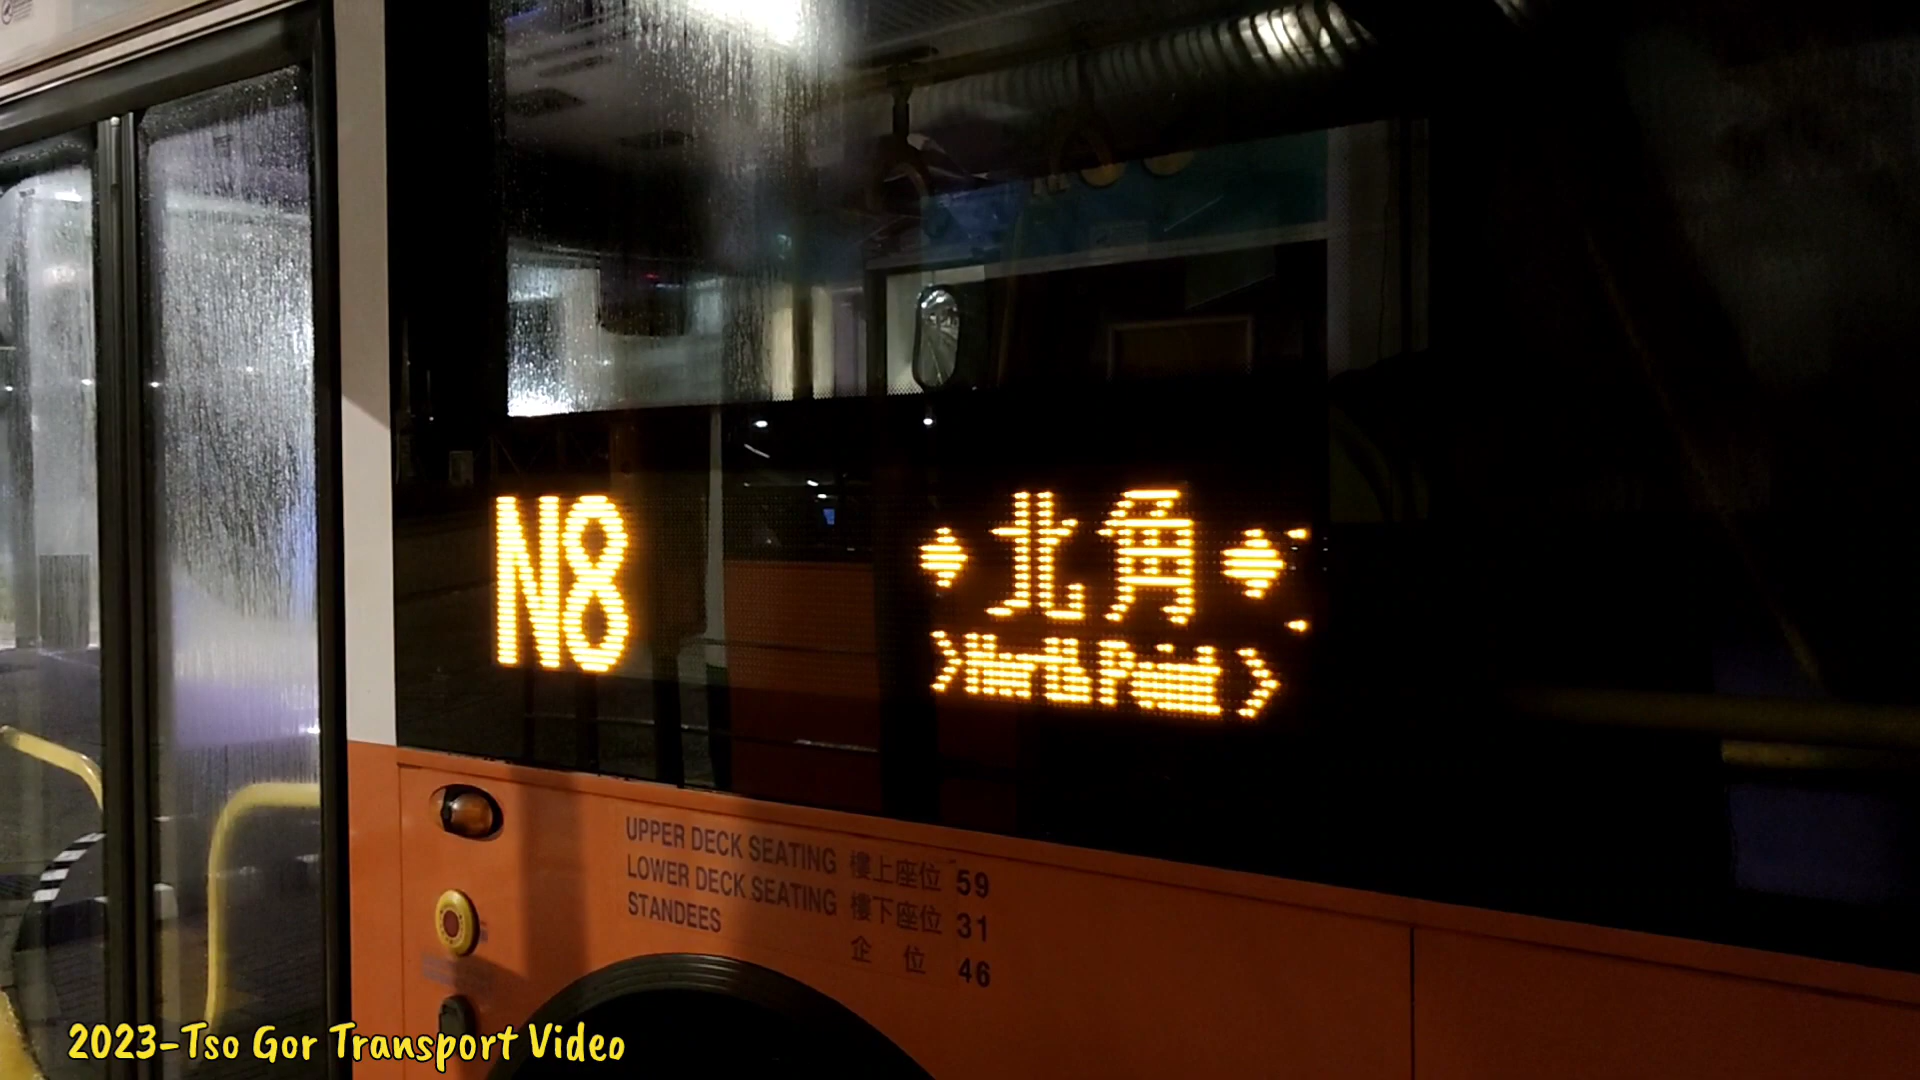 N8
北角
North Point
UPPER DECK SEATING 樓上座位 59
LOWER DECK SEATING 樓下座位 31
STANDEES 企 位 46
2023-Tso Gor Transport Video